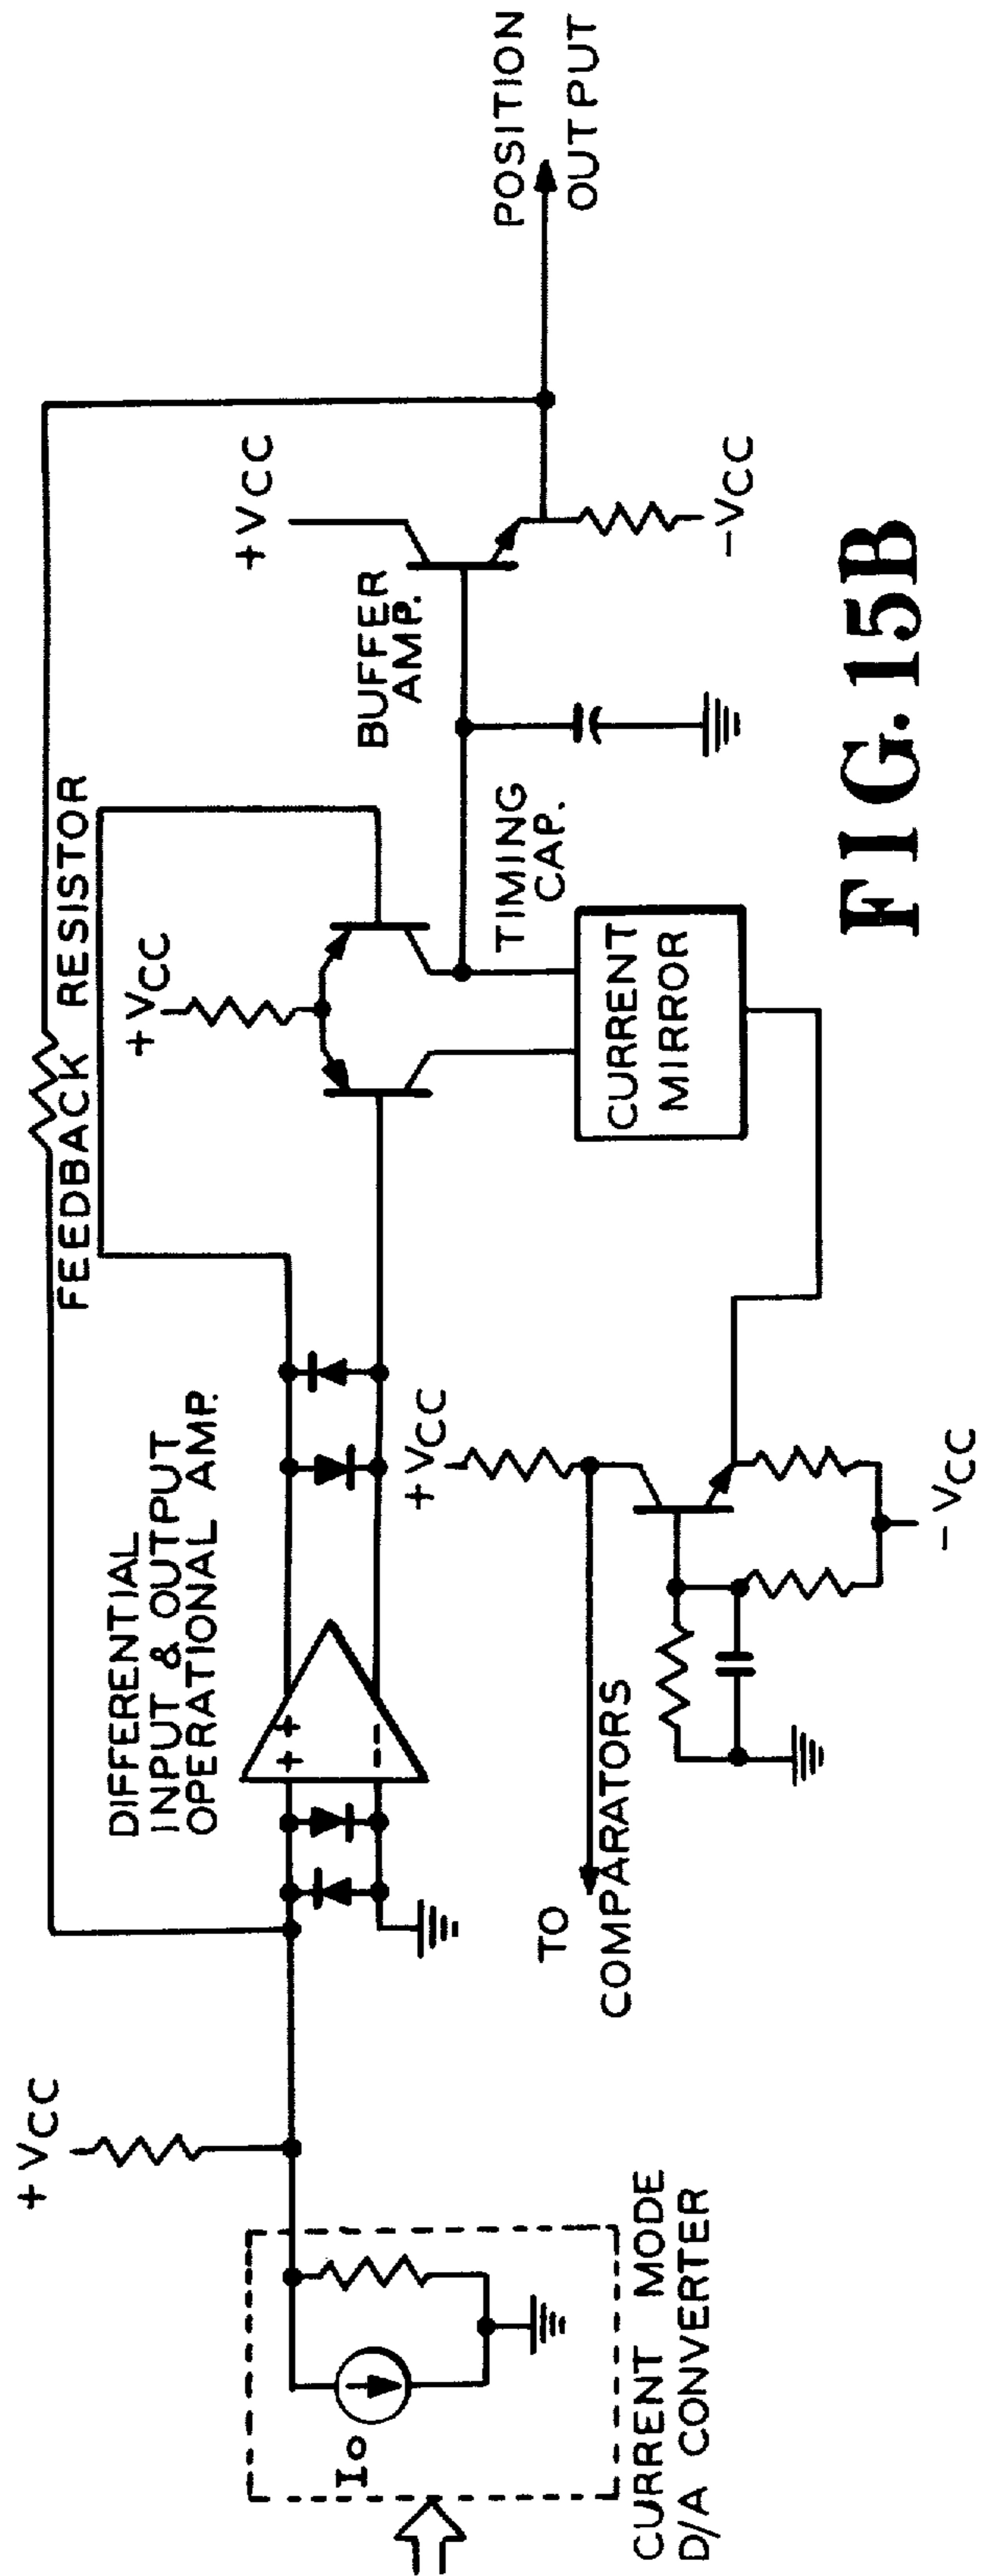 +VCC
I0
CURRENT MODE
D/A CONVERTER
DIFFERENTIAL
INPUT & OUTPUT
OPERATIONAL AMP.
+ +
− −
FEEDBACK RESISTOR
+VCC
TO
COMPARATORS
+VCC
−VCC
CURRENT
MIRROR
TIMING
CAP.
BUFFER
AMP.
+VCC
−VCC
POSITION
OUTPUT
FIG. 15B